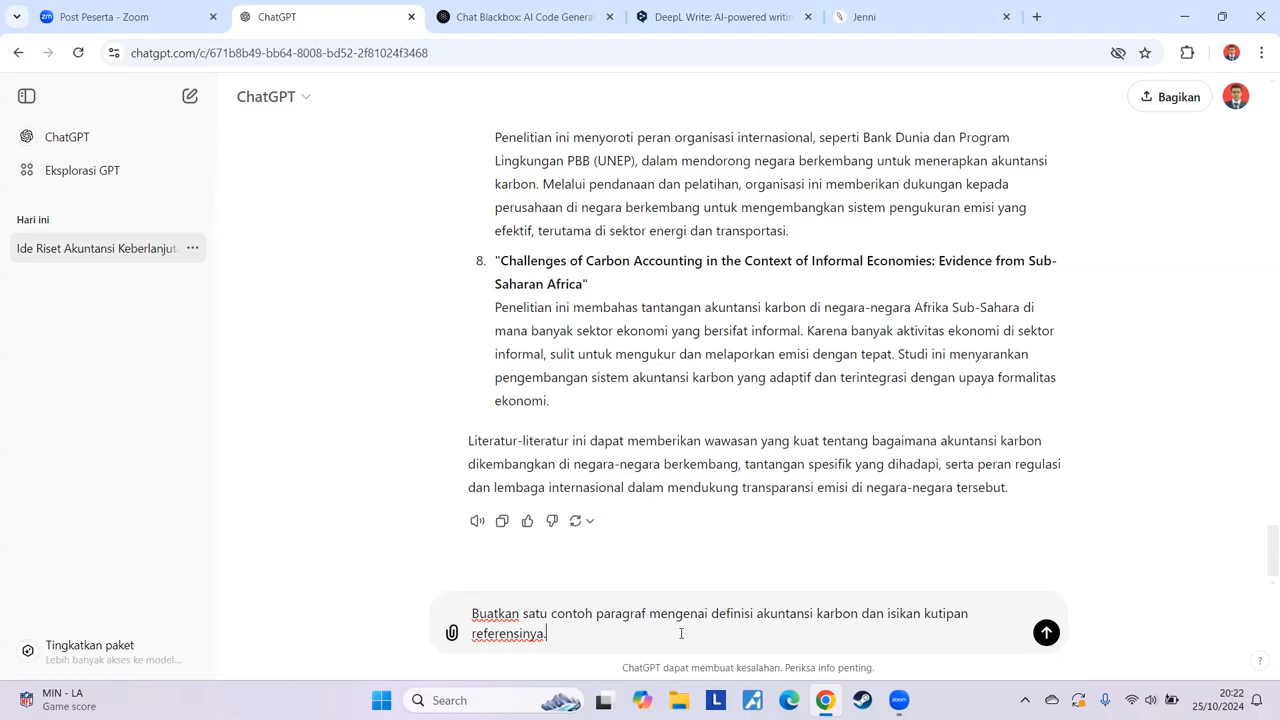 Post Peserta - Zoom
ChatGPT
Chat Blackbox: AI Code Genera
DeepL Write: AI-powered writin
Jenni
chatgpt.com/c/671b8b49-bb64-8008-bd52-2f81024f3468
ChatGPT
Bagikan
ChatGPT
Eksplorasi GPT
Hari ini
Ide Riset Akuntansi Keberlanjut
Penelitian ini menyoroti peran organisasi internasional, seperti Bank Dunia dan Program
Lingkungan PBB (UNEP), dalam mendorong negara berkembang untuk menerapkan akuntansi
karbon. Melalui pendanaan dan pelatihan, organisasi ini memberikan dukungan kepada
perusahaan di negara berkembang untuk mengembangkan sistem pengukuran emisi yang
efektif, terutama di sektor energi dan transportasi.
8. "Challenges of Carbon Accounting in the Context of Informal Economies: Evidence from Sub-
Saharan Africa"
Penelitian ini membahas tantangan akuntansi karbon di negara-negara Afrika Sub-Sahara di
mana banyak sektor ekonomi yang bersifat informal. Karena banyak aktivitas ekonomi di sektor
informal, sulit untuk mengukur dan melaporkan emisi dengan tepat. Studi ini menyarankan
pengembangan sistem akuntansi karbon yang adaptif dan terintegrasi dengan upaya formalitas
ekonomi.
Literatur-literatur ini dapat memberikan wawasan yang kuat tentang bagaimana akuntansi karbon
dikembangkan di negara-negara berkembang, tantangan spesifik yang dihadapi, serta peran regulasi
dan lembaga internasional dalam mendukung transparansi emisi di negara-negara tersebut.
Buatkan satu contoh paragraf mengenai definisi akuntansi karbon dan isikan kutipan
referensinya.
ChatGPT dapat membuat kesalahan. Periksa info penting.
?
Tingkatkan paket
Lebih banyak akses ke model...
MIN - LA
Game score
Search
20:22
25/10/2024